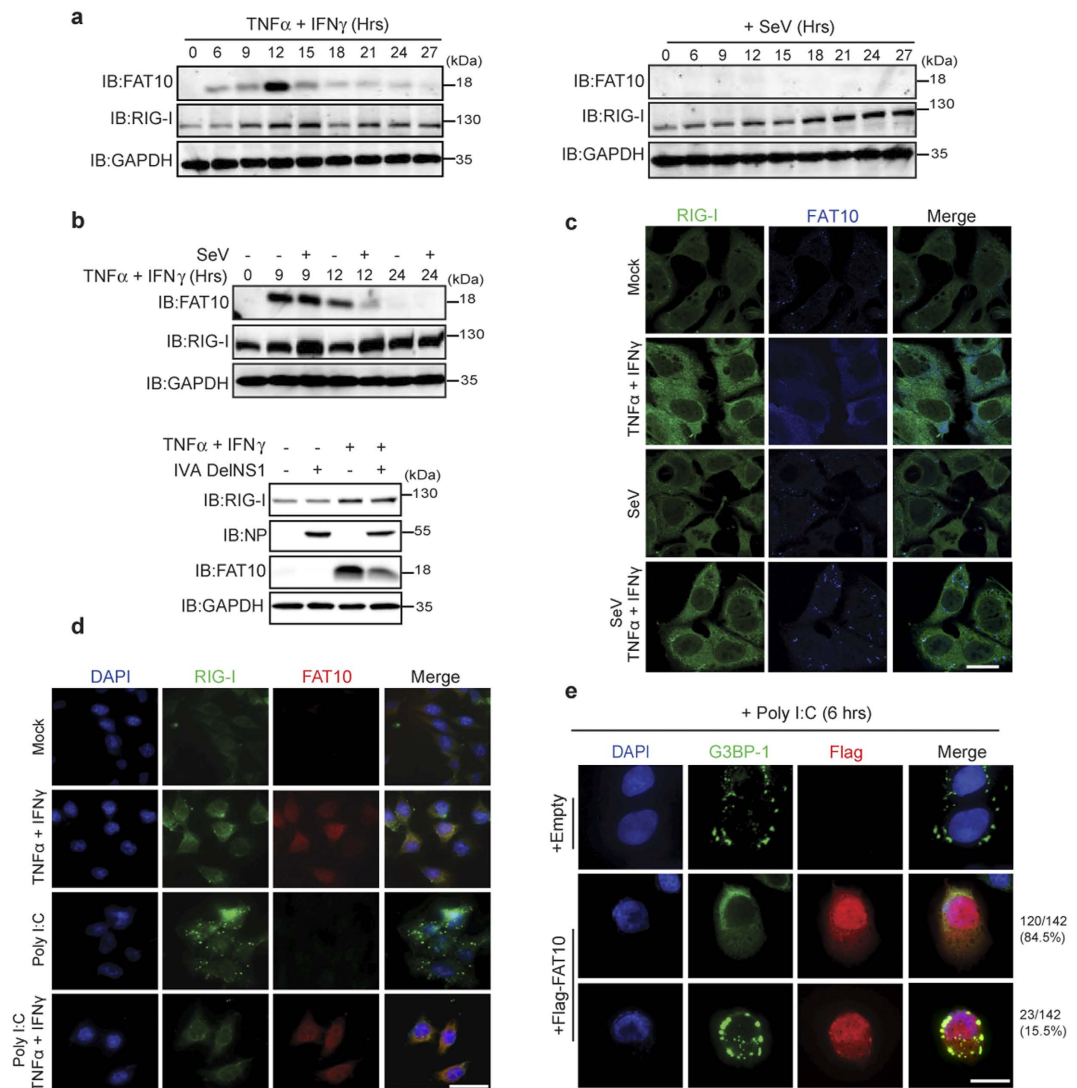 a
TNFα + IFNγ (Hrs)
0 6 9 12 15 18 21 24 27
(kDa)
IB:FAT10
18
IB:RIG-I
130
IB:GAPDH
35
+ SeV (Hrs)
0 6 9 12 15 18 21 24 27
(kDa)
IB:FAT10
18
IB:RIG-I
130
IB:GAPDH
35
b
SeV - - + - + - +
TNFα + IFNγ (Hrs) 0 9 9 12 12 24 24
(kDa)
IB:FAT10
18
IB:RIG-I
130
IB:GAPDH
35
TNFα + IFNγ - - + +
IVA DelNS1 - + - +
(kDa)
IB:RIG-I
130
IB:NP
55
IB:FAT10
18
IB:GAPDH
35
c
RIG-I FAT10 Merge
Mock
TNFα + IFNγ
SeV
SeV
TNFα + IFNγ
d
DAPI RIG-I FAT10 Merge
Mock
TNFα + IFNγ
Poly I:C
Poly I:C
TNFα + IFNγ
e
+ Poly I:C (6 hrs)
DAPI G3BP-1 Flag Merge
+Empty
+Flag-FAT10
120/142
(84.5%)
23/142
(15.5%)